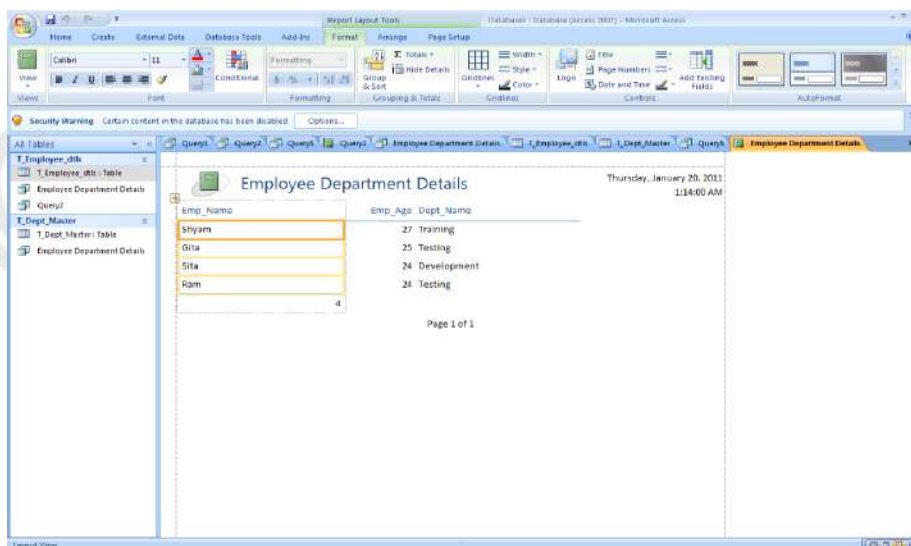 Report Layout Tools
Database8 : Database (Access 2007) - Microsoft Access
Home Create External Data Database Tools Add-Ins Format Arrange Page Setup
View
Views
Calibri 11
B I U
Font
Conditional
Formatting
$ % ,
Formatting
Group & Sort
Σ Totals
Hide Details
Grouping & Totals
Gridlines
Width
Style
Color
Gridlines
Logo
Title
Page Numbers
Date and Time
Add Existing Fields
Controls
AutoFormat
Security Warning Certain content in the database has been disabled Options...
All Tables
T_Employee_dtls
T_Employee_dtls : Table
Employee Department Details
Query2
T_Dept_Master
T_Dept_Master : Table
Employee Department Details
Query1 Query2 Query5 Query2 Employee Department Details T_Employee_dtls T_Dept_Master Query5 Employee Department Details
Employee Department Details
Thursday, January 20, 2011
1:14:00 AM
Emp_Name Emp_Age Dept_Name
Shyam 27 Training
Gita 25 Testing
Sita 24 Development
Ram 24 Testing
4
Page 1 of 1
Layout View